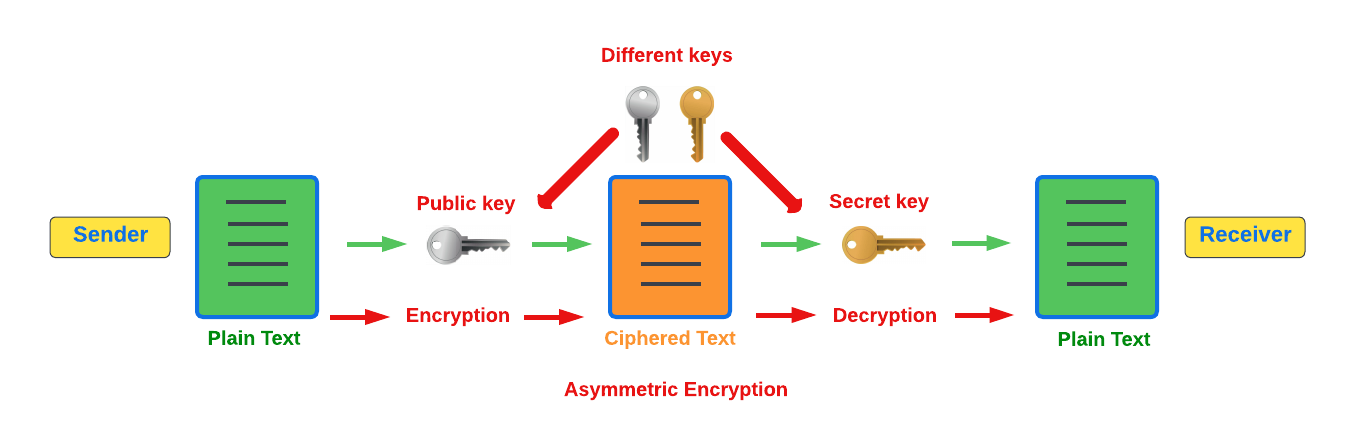 Different keys
Public key
Secret key
Sender
Receiver
Encryption
Decryption
Plain Text
Ciphered Text
Plain Text
Asymmetric Encryption